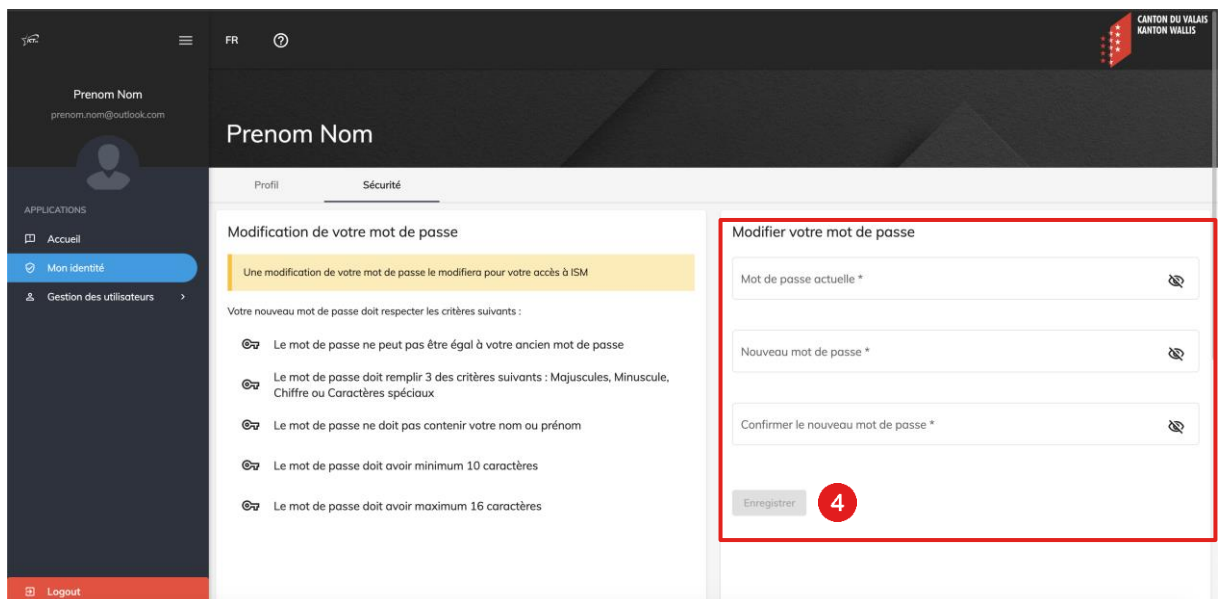 FR
CANTON DU VALAIS
KANTON WALLIS
Prenom Nom
prenom.nom@outlook.com
Prenom Nom
Profil
Sécurité
APPLICATIONS
Accueil
Mon identité
Gestion des utilisateurs
Logout
Modification de votre mot de passe
Une modification de votre mot de passe le modifiera pour votre accès à ISM
Votre nouveau mot de passe doit respecter les critères suivants :
Le mot de passe ne peut pas être égal à votre ancien mot de passe
Le mot de passe doit remplir 3 des critères suivants : Majuscules, Minuscule,
Chiffre ou Caractères spéciaux
Le mot de passe ne doit pas contenir votre nom ou prénom
Le mot de passe doit avoir minimum 10 caractères
Le mot de passe doit avoir maximum 16 caractères
Modifier votre mot de passe
Mot de passe actuelle *
Nouveau mot de passe *
Confirmer le nouveau mot de passe *
Enregistrer
4